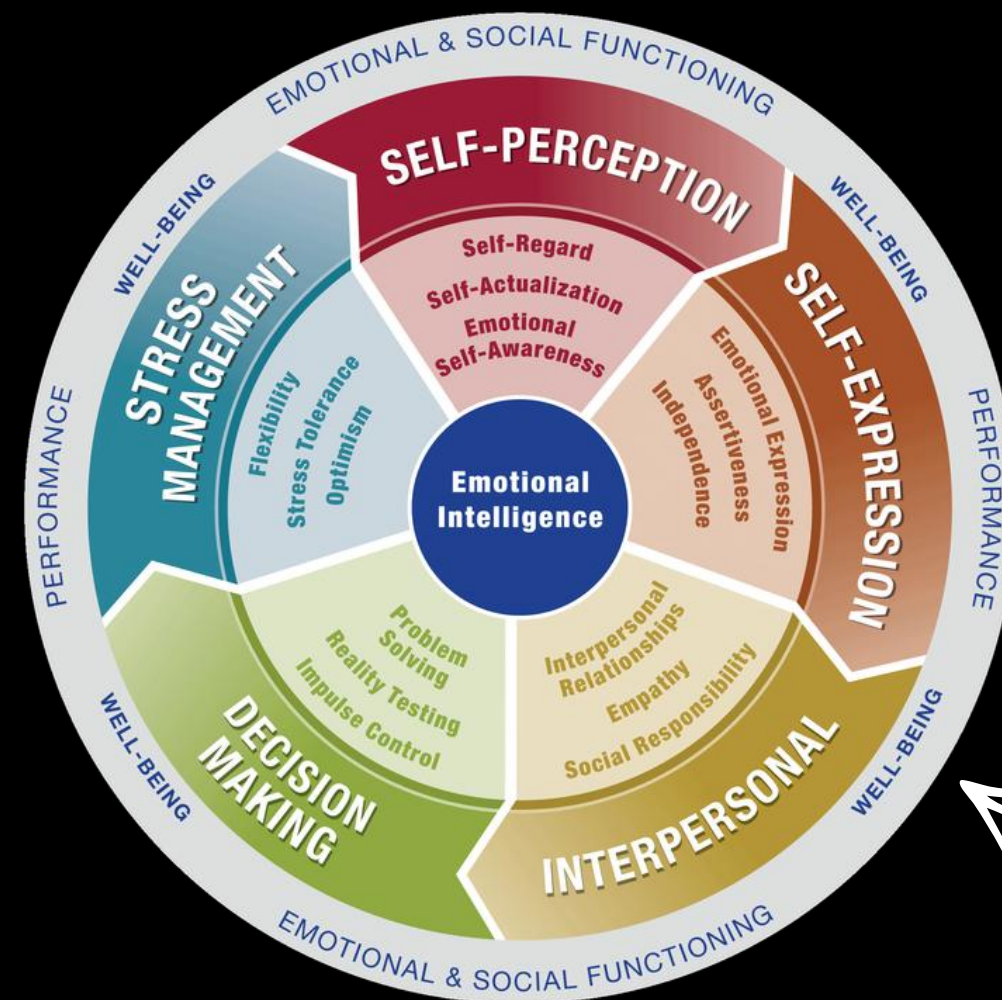 EMOTIONAL & SOCIAL FUNCTIONING
WELL-BEING
WELL-BEING
PERFORMANCE
PERFORMANCE
SELF-PERCEPTION
Self-Regard
Self-Actualization
Emotional
Self-Awareness
SELF-EXPRESSION
Emotional Expression
Assertiveness
Independence
INTERPERSONAL
Interpersonal
Relationships
Empathy
Social Responsibility
DECISION
MAKING
Problem
Solving
Reality Testing
Impulse Control
STRESS
MANAGEMENT
Flexibility
Stress Tolerance
Optimism
Emotional
Intelligence
WELL-BEING
WELL-BEING
EMOTIONAL & SOCIAL FUNCTIONING